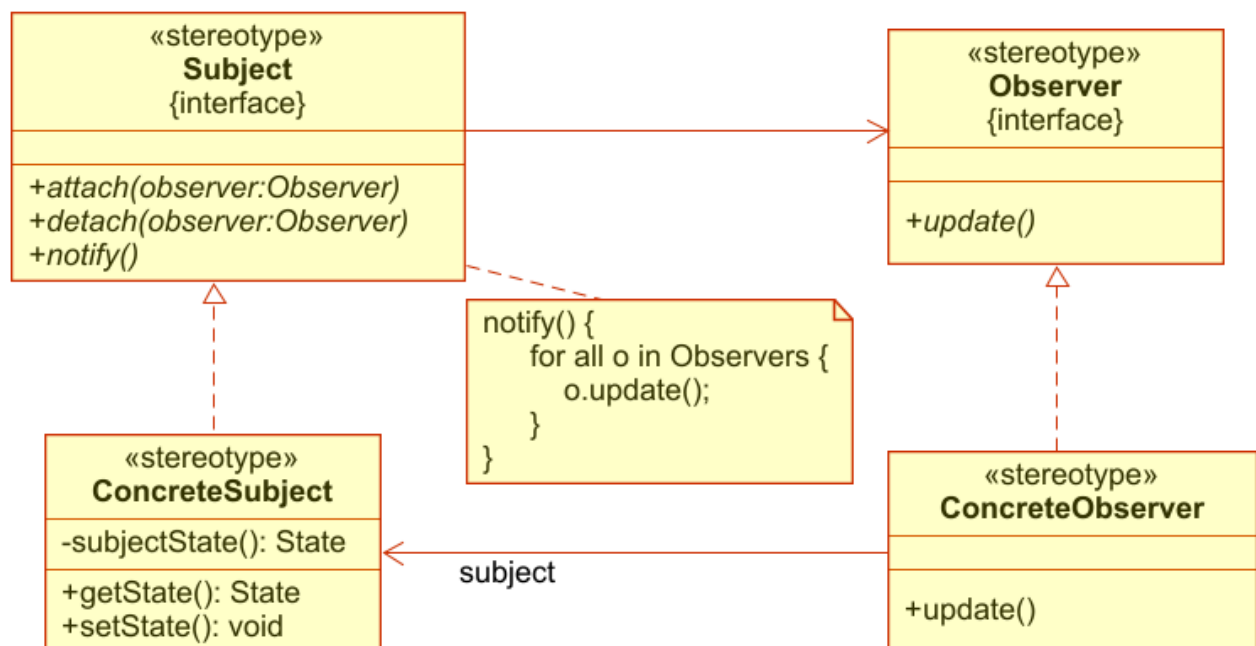 «stereotype»
Subject
{interface}
+attach(observer:Observer)
+detach(observer:Observer)
+notify()
«stereotype»
Observer
{interface}
+update()
notify() {
for all o in Observers {
o.update();
}
}
«stereotype»
ConcreteSubject
-subjectState(): State
+getState(): State
+setState(): void
subject
«stereotype»
ConcreteObserver
+update()